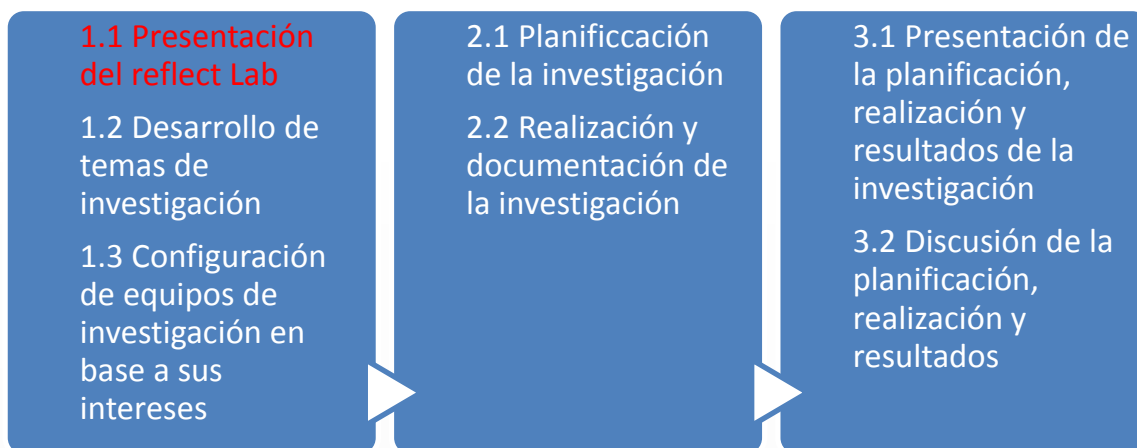 1.1 Presentación
del reflect Lab
1.2 Desarrollo de
temas de
investigación
1.3 Configuración
de equipos de
investigación en
base a sus
intereses
2.1 Planificcación
de la investigación
2.2 Realización y
documentación de
la investigación
3.1 Presentación de
la planificación,
realización y
resultados de la
investigación
3.2 Discusión de la
planificación,
realización y
resultados